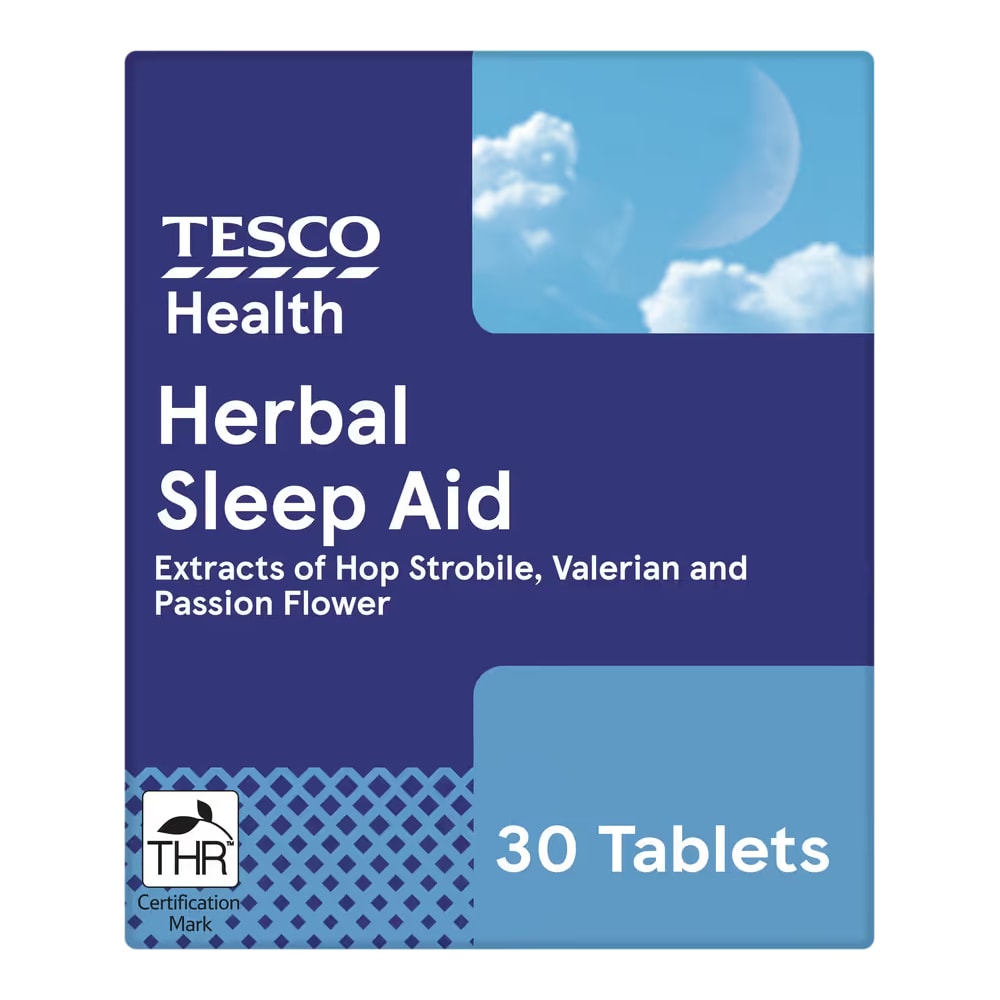 TESCO
Health
Herbal
Sleep Aid
Extracts of Hop Strobile, Valerian and
Passion Flower
30 Tablets
THR™
Certification
Mark